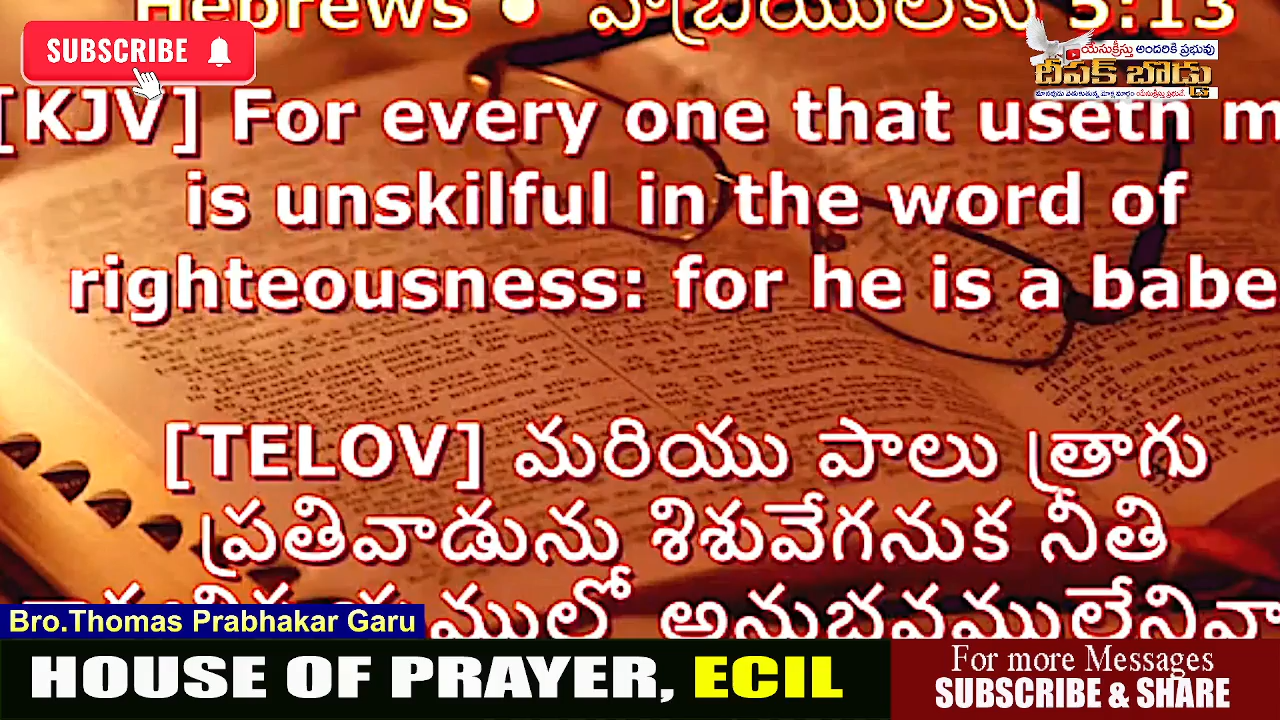 Hebrews • హెబ్రీయులకు 5:13
SUBSCRIBE
యేసుక్రీస్తు అందరికి ప్రభువు
దీపక్ బొడ్డు
[KJV] For every one that useth m
is unskilful in the word of
righteousness: for he is a babe
[TELOV] మరియు పాలు త్రాగు
ప్రతివాడును శిశువేగనుక నీతి
ములో అనుభవములేనివా
Bro.Thomas Prabhakar Garu
HOUSE OF PRAYER, ECIL
For more Messages
SUBSCRIBE & SHARE